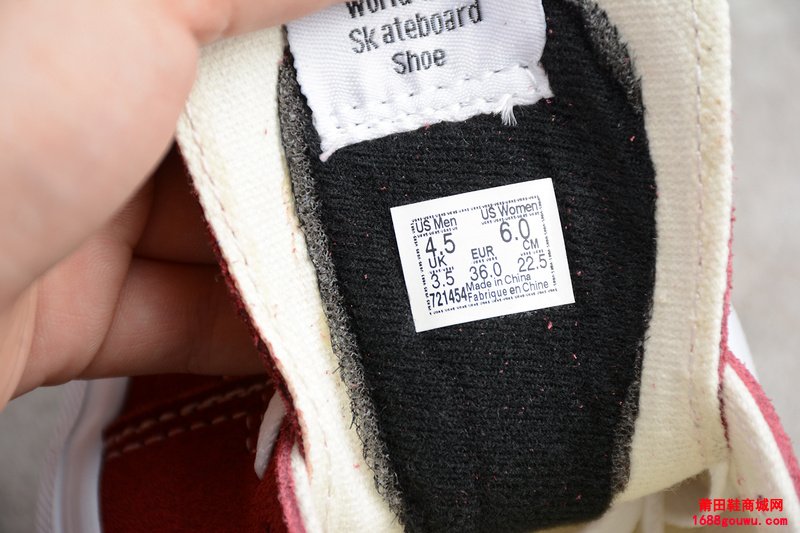 World
Skateboard
Shoe
US Men US Women
4.5 6.0
UK EUR CM
3.5 36.0 22.5
721454 Made in China
Fabrique en Chine
莆田鞋商城网
1688gouwu.com